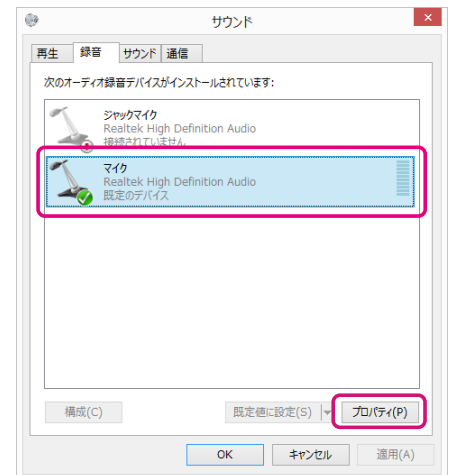 サウンド
再生 録音 サウンド 通信
次のオーディオ録音デバイスがインストールされています:
ジャックマイク
Realtek High Definition Audio
接続されていません
マイク
Realtek High Definition Audio
既定のデバイス
構成(C) 既定値に設定(S) プロパティ(P)
OK キャンセル 適用(A)